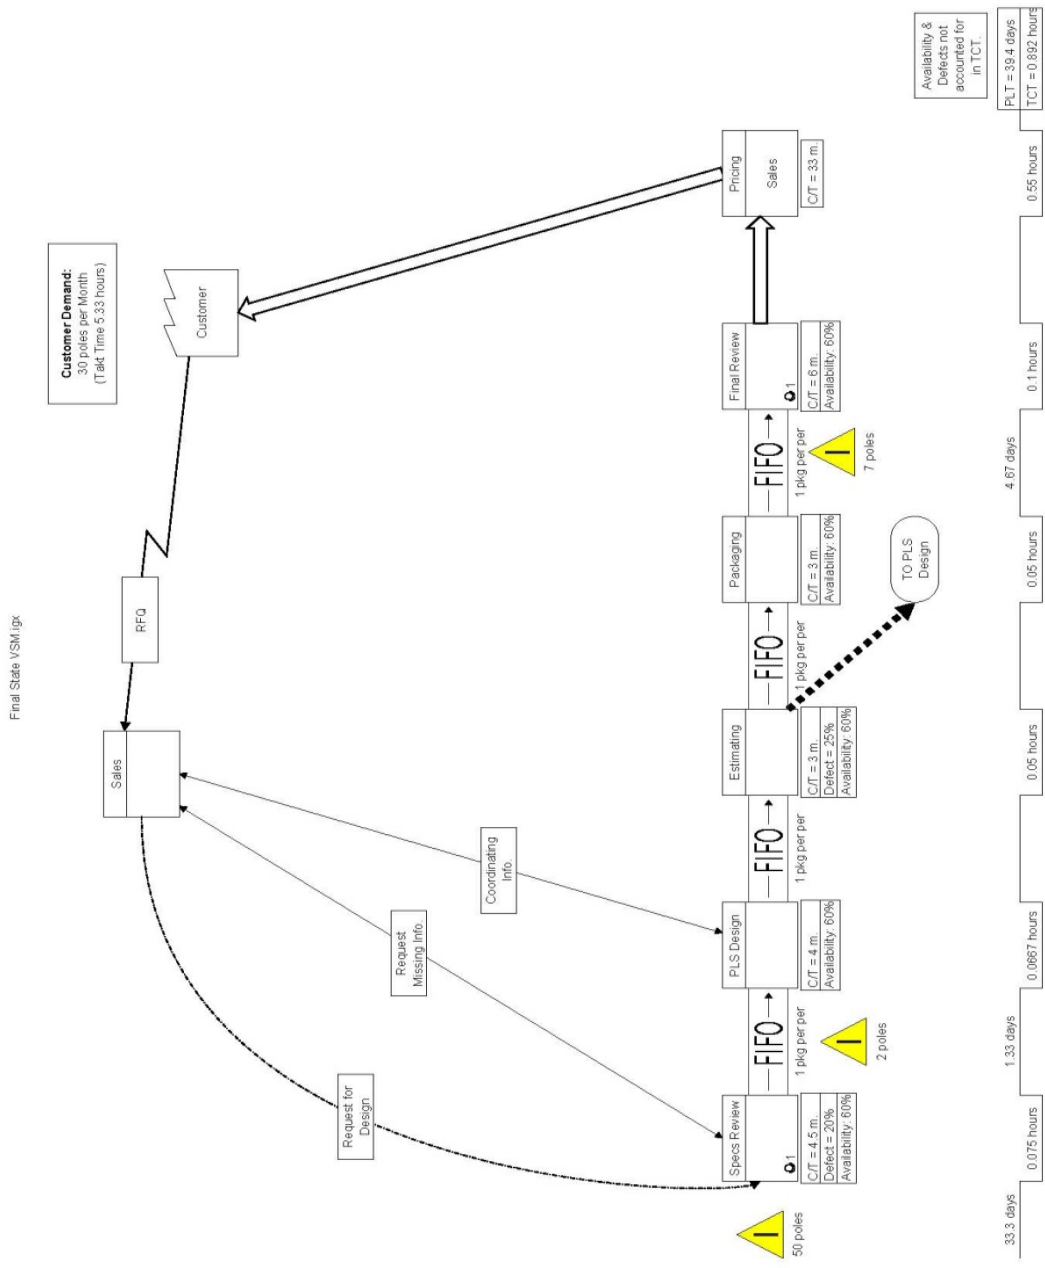 Final State VSM.igx
Customer Demand:
30 poles per Month
(Takt Time 5.33 hours)
Sales
RFQ
Customer
Request for
Design
Request
Missing Info.
Coordinating
Info.
50 poles
Specs Review
1
C/T = 4.5 m.
Defect = 20%
Availability: 60%
FIFO
1 pkg per per
2 poles
PLS Design
C/T = 4 m.
Availability: 60%
FIFO
1 pkg per per
Estimating
C/T = 3 m.
Defect = 25%
Availability: 60%
FIFO
1 pkg per per
TO PLS
Design
Packaging
C/T = 3 m.
Availability: 60%
FIFO
1 pkg per per
7 poles
Final Review
1
C/T = 6 m.
Availability: 60%
Pricing
Sales
C/T = 33 m.
Availability &
Defects not
accounted for
in TCT.
33.3 days
0.075 hours
1.33 days
0.0667 hours
0.05 hours
0.05 hours
4.67 days
0.1 hours
0.55 hours
PLT = 39.4 days
TCT = 0.892 hours